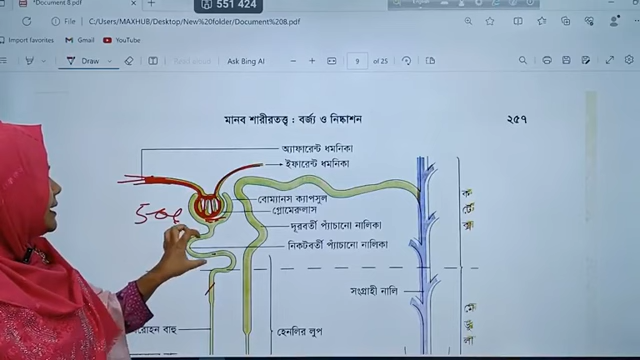 *Document 8.pdf
551 424
File
C:/Users/MAXHUB/Desktop/New%20folder/Document%208.pdf
Import favorites
Gmail
YouTube
Draw
Read aloud
Ask Bing AI
9 of 25
মানব শারীরতত্ত্ব : বর্জ্য ও নিষ্কাশন
২৫৭
অ্যাফারেন্ট ধমনিকা
ইফারেন্ট ধমনিকা
বোম্যানস ক্যাপসুল
গ্লোমেরুলাস
দূরবর্তী প্যাঁচানো নালিকা
নিকটবর্তী প্যাঁচানো নালিকা
সংগ্রাহী নালি
রোহন বাহু
হেনলির লুপ